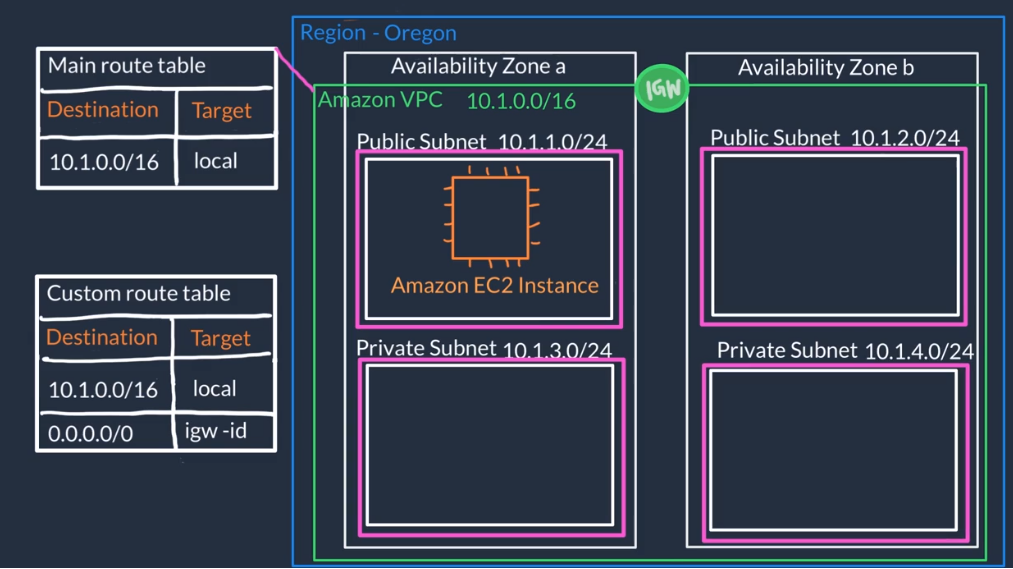 Region - Oregon
Main route table
Destination Target
10.1.0.0/16 local
Custom route table
Destination Target
10.1.0.0/16 local
0.0.0.0/0 igw -id
Availability Zone a
Availability Zone b
IGW
Amazon VPC 10.1.0.0/16
Public Subnet 10.1.1.0/24
Amazon EC2 Instance
Public Subnet 10.1.2.0/24
Private Subnet 10.1.3.0/24
Private Subnet 10.1.4.0/24